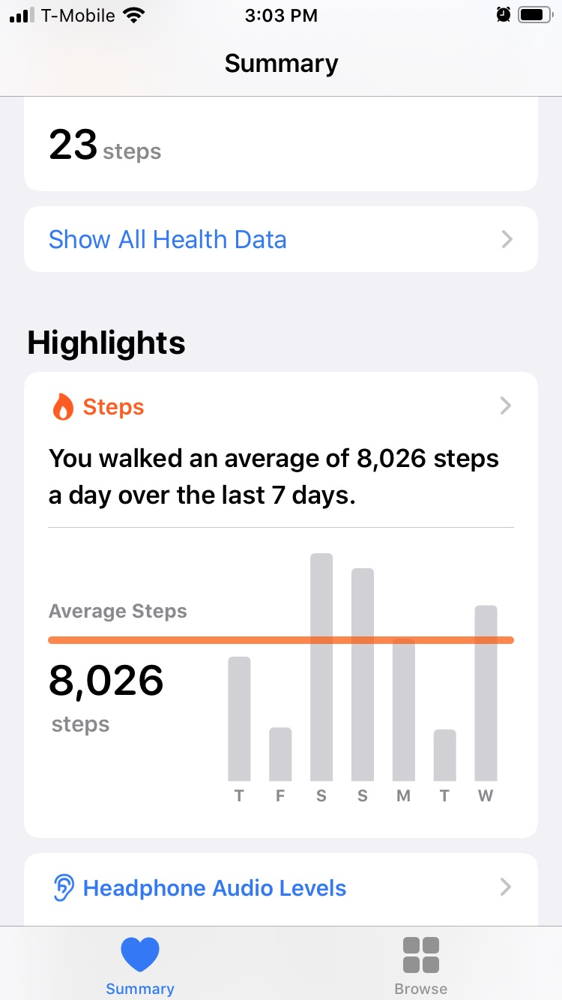 T-Mobile 3:03 PM
Summary
23 steps
Show All Health Data
Highlights
Steps
You walked an average of 8,026 steps
a day over the last 7 days.
Average Steps
8,026
steps
T F S S M T W
Headphone Audio Levels
Summary Browse